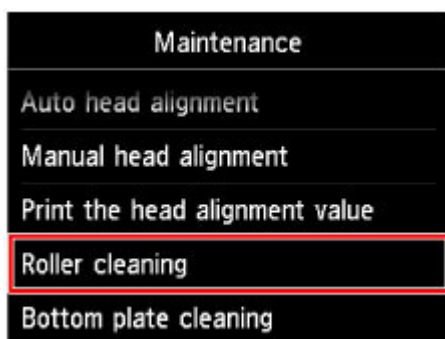 Maintenance
Auto head alignment
Manual head alignment
Print the head alignment value
Roller cleaning
Bottom plate cleaning